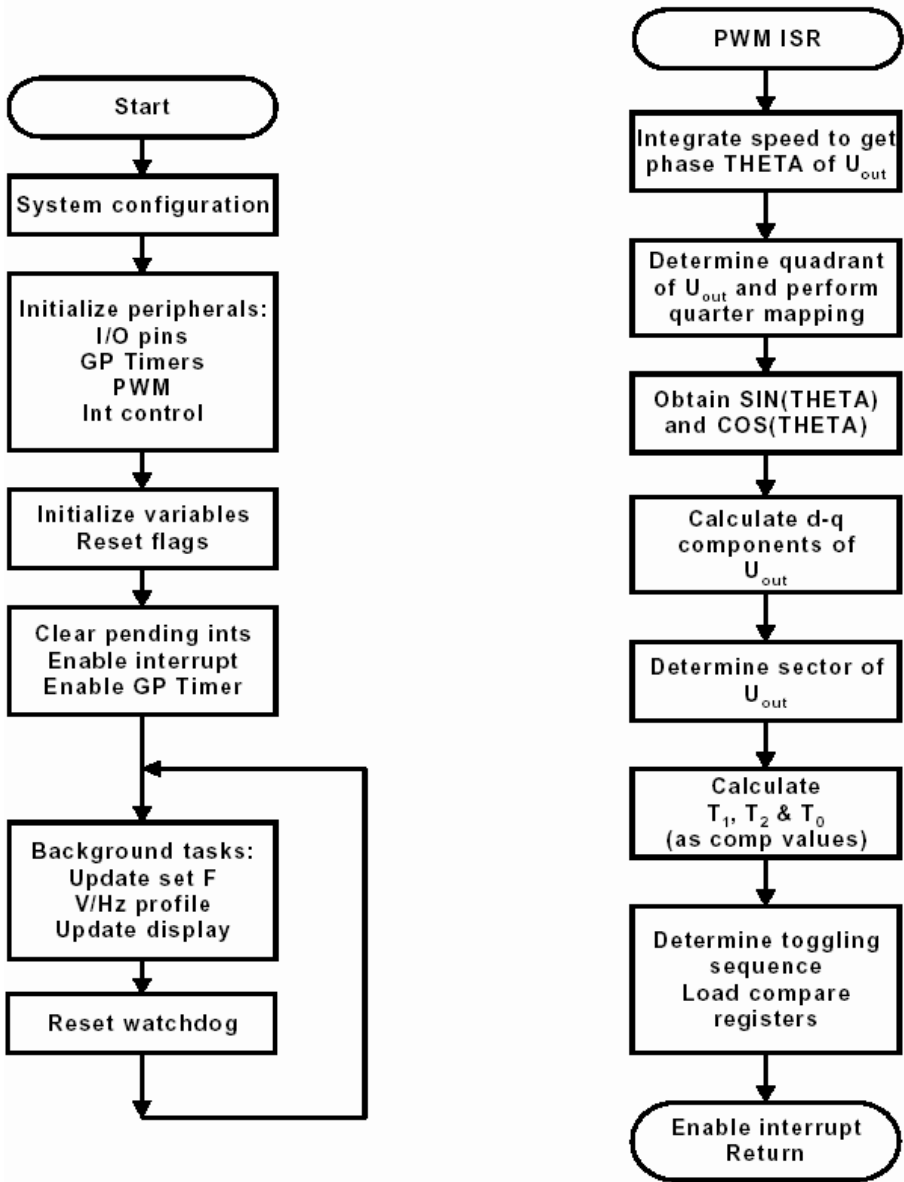 Start
System configuration
Initialize peripherals:
I/O pins
GP Timers
PWM
Int control
Initialize variables
Reset flags
Clear pending ints
Enable interrupt
Enable GP Timer
Background tasks:
Update set F
V/Hz profile
Update display
Reset watchdog
PWM ISR
Integrate speed to get
phase THETA of Uout
Determine quadrant
of Uout and perform
quarter mapping
Obtain SIN(THETA)
and COS(THETA)
Calculate d-q
components of
Uout
Determine sector of
Uout
Calculate
T1, T2 & T0
(as comp values)
Determine toggling
sequence
Load compare
registers
Enable interrupt
Return